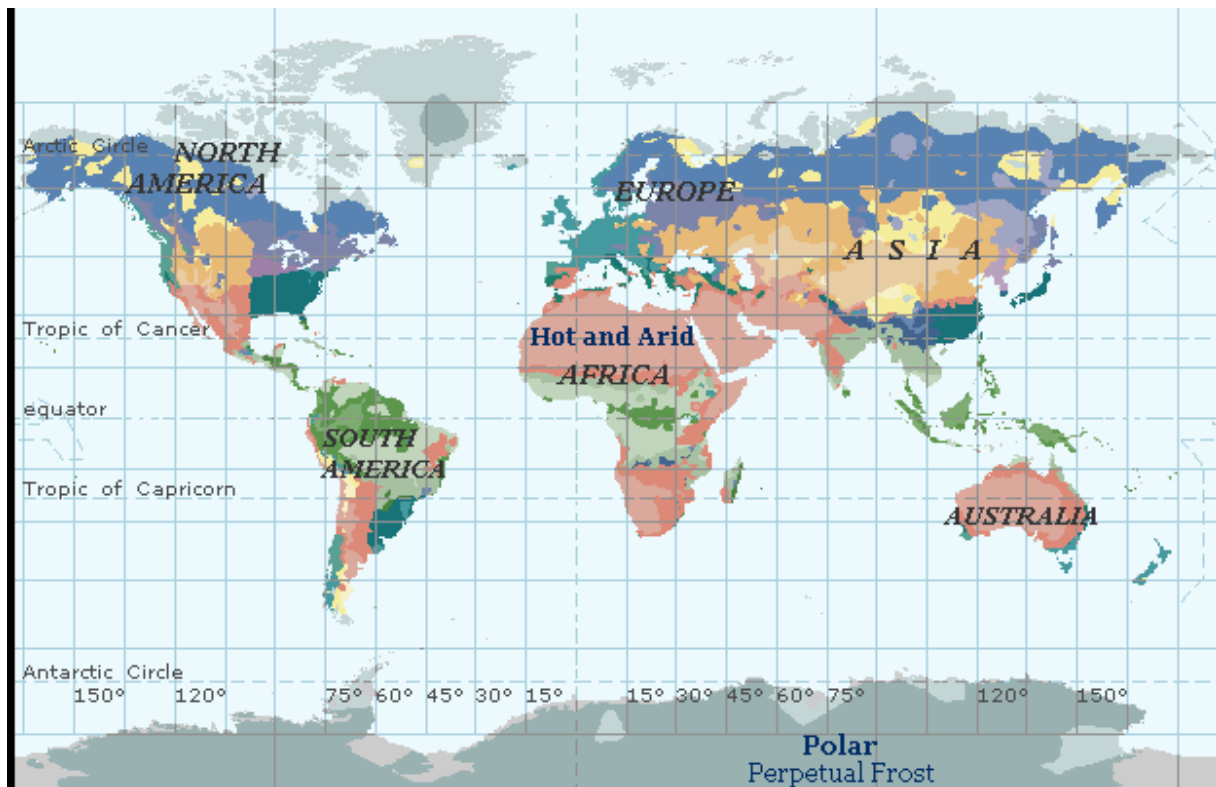 Arctic Circle
NORTH
AMERICA
EUROPE
A S I A
Tropic of Cancer
Hot and Arid
AFRICA
equator
SOUTH
AMERICA
Tropic of Capricorn
AUSTRALIA
Antarctic Circle
150° 120° 75° 60° 45° 30° 15° 15° 30° 45° 60° 75° 120° 150°
Polar
Perpetual Frost